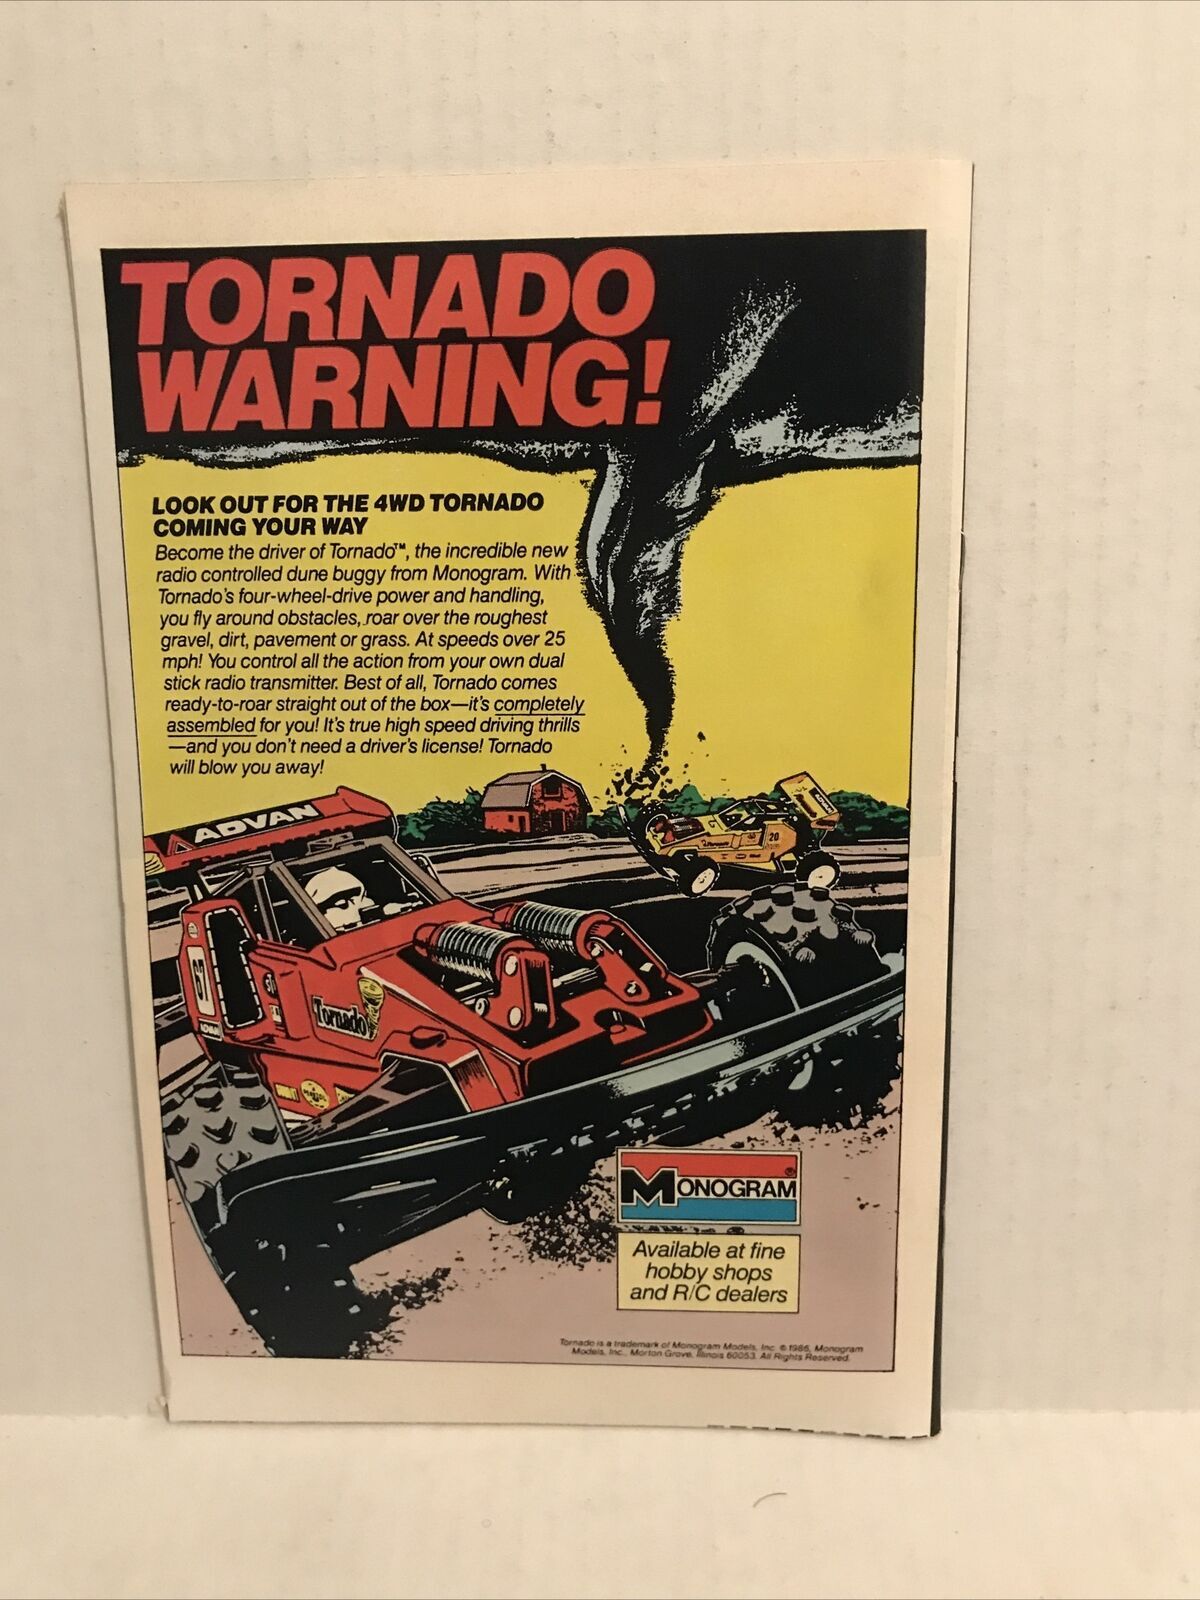 TORNADO
WARNING!
LOOK OUT FOR THE 4WD TORNADO
COMING YOUR WAY
Become the driver of Tornado™, the incredible new
radio controlled dune buggy from Monogram. With
Tornado's four-wheel-drive power and handling,
you fly around obstacles, roar over the roughest
gravel, dirt, pavement or grass. At speeds over 25
mph! You control all the action from your own dual
stick radio transmitter. Best of all, Tornado comes
ready-to-roar straight out of the box—it's completely
assembled for you! It's true high speed driving thrills
—and you don't need a driver's license! Tornado
will blow you away!
ADVAN
ADVAN
20
Tornado
67
Tornado
ADVAN
MONOGRAM®
Available at fine
hobby shops
and R/C dealers
Tornado is a trademark of Monogram Models, Inc. © 1986, Monogram
Models, Inc., Morton Grove, Illinois 60053. All Rights Reserved.